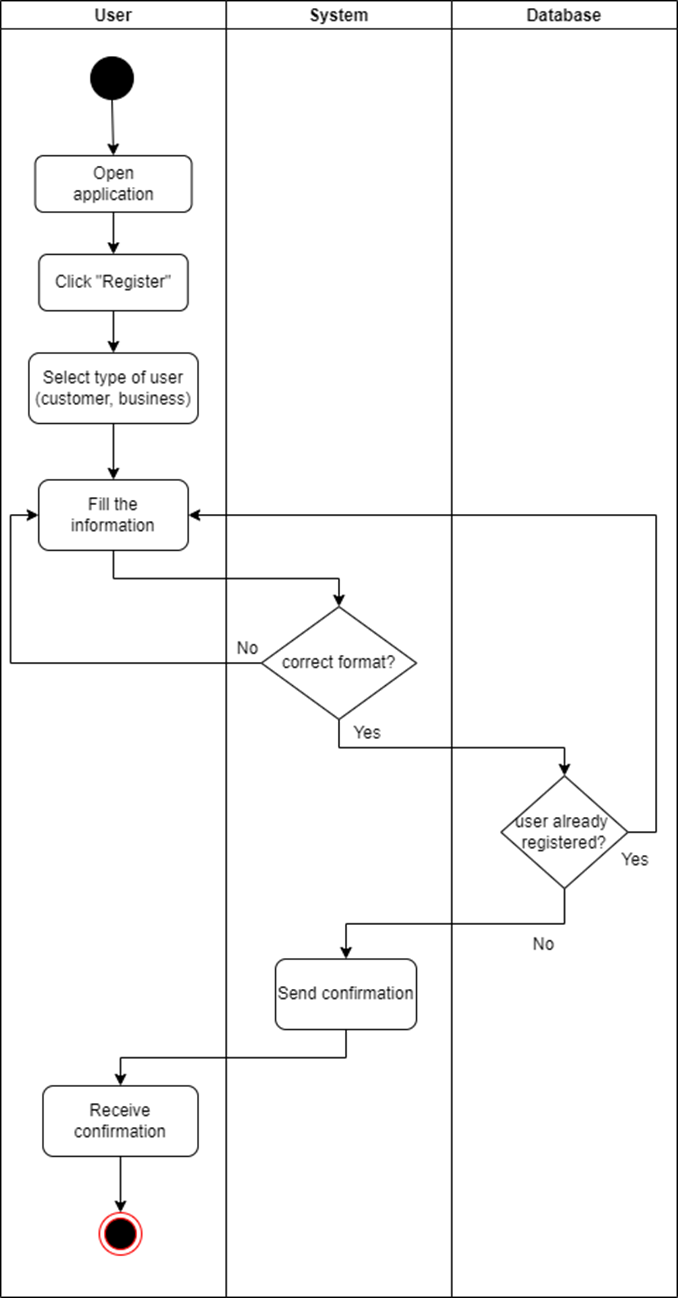 User
System
Database
Open
application
Click "Register"
Select type of user
(customer, business)
Fill the
information
No
correct format?
Yes
user already
registered?
Yes
No
Send confirmation
Receive
confirmation